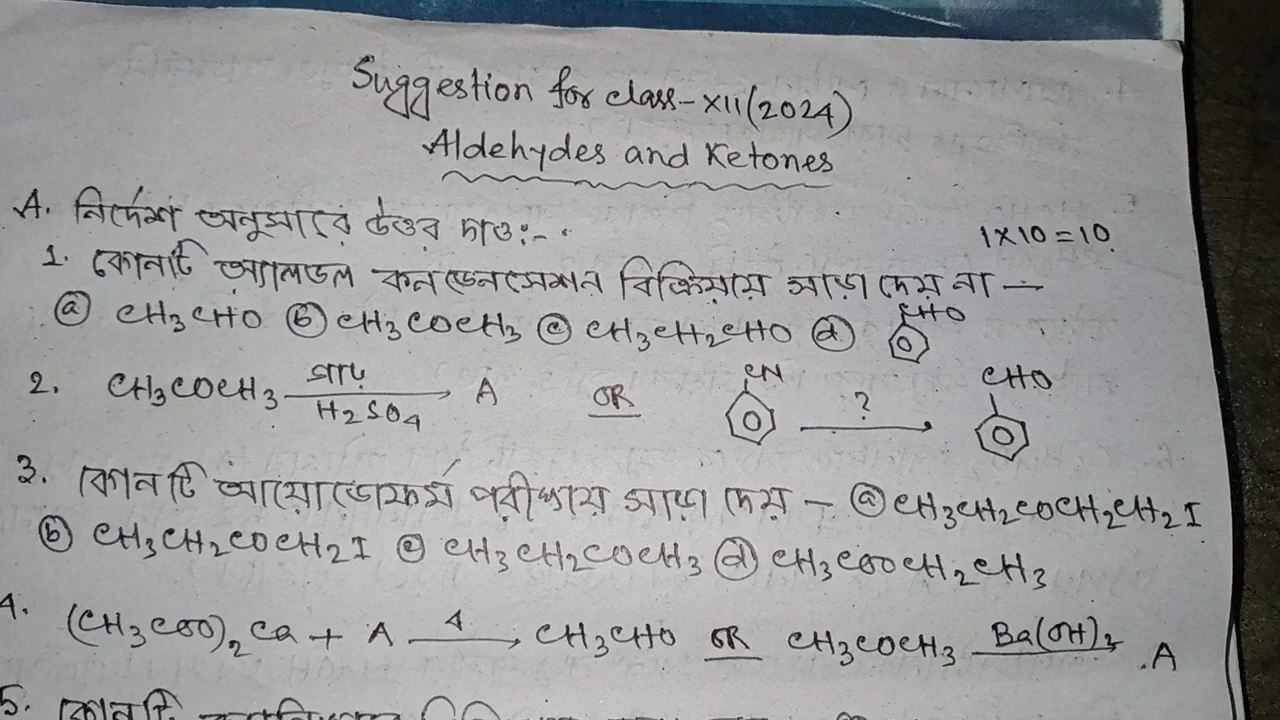 Suggestion for class-XII(2024)
Aldehydes and Ketones
A. নির্দেশ অনুসারে উত্তর দাও:-
1×10=10
1. কোনটি অ্যালডল কনডেনসেশন বিক্রিয়ায় সাড়া দেয় না —
ⓐ CH3CHO ⓑ CH3COCH3 ⓒ CH3CH2CHO ⓓ CHO
2. CH3COCH3 গাঢ় H2SO4 → A OR CN ? → CHO
3. কোনটি আয়োডোফর্ম পরীক্ষায় সাড়া দেয় — ⓐ CH3CH2COCH2CH2I
ⓑ CH3CH2COCH2I ⓒ CH3CH2COCH3 ⓓ CH3COOCH2CH3
4. (CH3COO)2Ca + A Δ → CH3CHO OR CH3COCH3 Ba(OH)2 → A
5. কোনটি